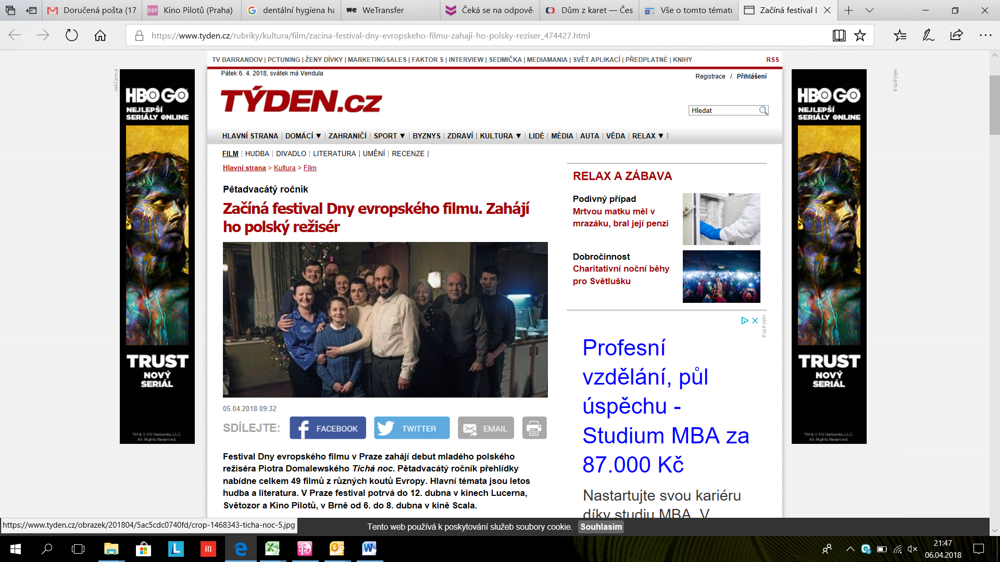 Doručená pošta (17
Kino Pilotů (Praha)
dentální hygiena ha
WeTransfer
Čeká se na odpově
Dům z karet — Čes
Vše o tomto tématu
Začíná festival D
https://www.tyden.cz/rubriky/kultura/film/zacina-festival-dny-evropskeho-filmu-zahaji-ho-polsky-reziser_474427.html
TV BARRANDOV | PCTUNING | ŽENY DÍVKY | MARKETINGSALES | FAKTOR S | INTERVIEW | SEDMIČKA | MEDIAMANIA | SVĚT APLIKACÍ | PŘEDPLATNÉ | KNIHY
RSS
Pátek 6. 4. 2018, svátek má Vendula
Registrace / Přihlášení
TÝDEN.cz
Hledat
HLAVNÍ STRANA | DOMÁCÍ ▼ | ZAHRANIČÍ | SPORT ▼ | BYZNYS | ZDRAVÍ | KULTURA ▼ | LIDÉ | MÉDIA | AUTA | VĚDA | RELAX ▼ |
FILM | HUDBA | DIVADLO | LITERATURA | UMĚNÍ | RECENZE |
Hlavní strana > Kultura > Film
Pětadvacátý ročník
Začíná festival Dny evropského filmu. Zahájí
ho polský režisér
05.04.2018 09:32
SDÍLEJTE:
FACEBOOK
TWITTER
EMAIL
Festival Dny evropského filmu v Praze zahájí debut mladého polského
režiséra Piotra Domalewského Tichá noc. Pětadvacátý ročník přehlídky
nabídne celkem 49 filmů z různých koutů Evropy. Hlavní témata jsou letos
hudba a literatura. V Praze festival potrvá do 12. dubna v kinech Lucerna,
Světozor a Kino Pilotů, v Brně od 6. do 8. dubna v kině Scala.
RELAX A ZÁBAVA
Podivný případ
Mrtvou matku měl v
mrazáku, bral její penzi
Dobročinnost
Charitativní noční běhy
pro Světlušku
reklama
Profesní
vzdělání, půl
úspěchu -
Studium MBA za
87.000 Kč
Nastartujte svou kariéru
díky studiu MBA. V
reklama
HBO GO
NEJLEPŠÍ
SERIÁLY ONLINE
TRUST
NOVÝ
SERIÁL
TM & © FX Networks, LLC.
All Rights Reserved.
reklama
HBO GO
NEJLEPŠÍ
SERIÁLY ONLINE
TRUST
NOVÝ
SERIÁL
TM & © FX Networks, LLC.
All Rights Reserved.
https://www.tyden.cz/obrazek/201804/5ac5cdc0740fd/crop-1468343-ticha-noc-5.jpg
Tento web používá k poskytování služeb soubory cookie. Souhlasím
21:47
06.04.2018